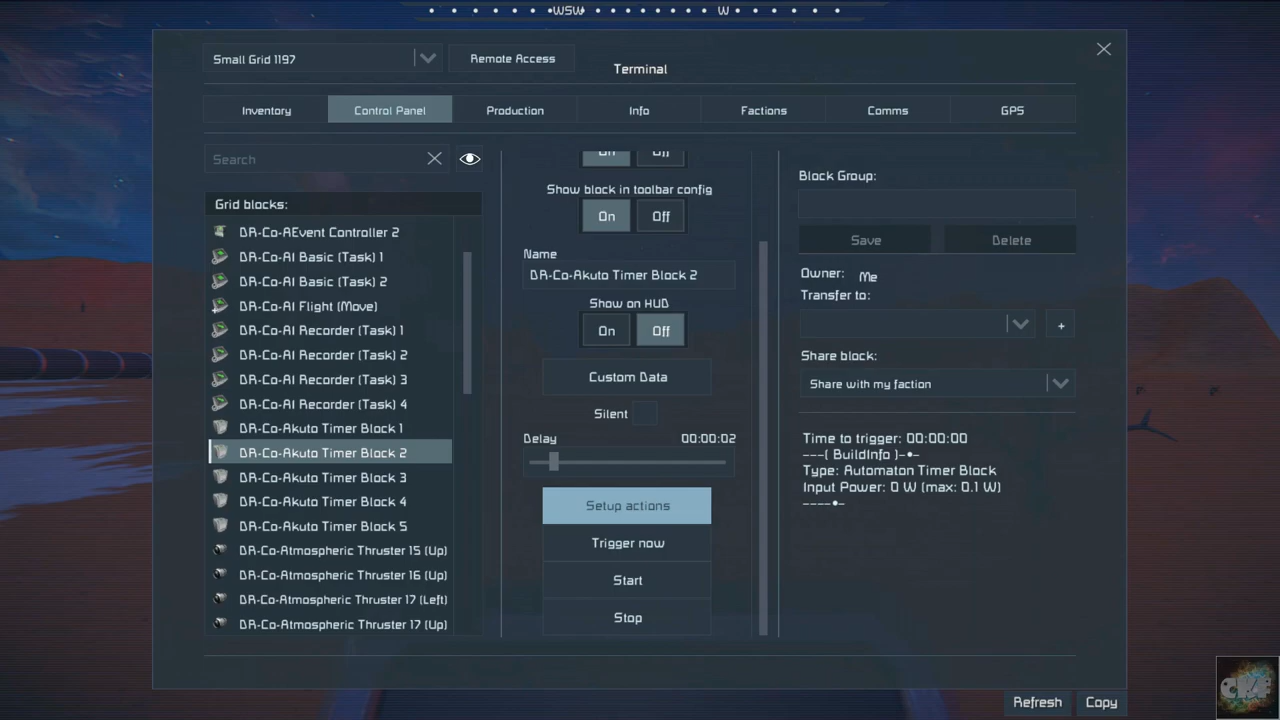 WSW W
Small Grid 1197
Remote Access
Terminal
Inventory
Control Panel
Production
Info
Factions
Comms
GPS
Search
Grid blocks:
DR-Co-AEvent Controller 2
DR-Co-AI Basic (Task) 1
DR-Co-AI Basic (Task) 2
DR-Co-AI Flight (Move)
DR-Co-AI Recorder (Task) 1
DR-Co-AI Recorder (Task) 2
DR-Co-AI Recorder (Task) 3
DR-Co-AI Recorder (Task) 4
DR-Co-Akuto Timer Block 1
DR-Co-Akuto Timer Block 2
DR-Co-Akuto Timer Block 3
DR-Co-Akuto Timer Block 4
DR-Co-Akuto Timer Block 5
DR-Co-Atmospheric Thruster 15 (Up)
DR-Co-Atmospheric Thruster 16 (Up)
DR-Co-Atmospheric Thruster 17 (Left)
DR-Co-Atmospheric Thruster 17 (Up)
On Off
Show block in toolbar config
On Off
Name
DR-Co-Akuto Timer Block 2
Show on HUD
On Off
Custom Data
Silent
Delay 00:00:02
Setup actions
Trigger now
Start
Stop
Block Group:
Save Delete
Owner: Me
Transfer to:
+
Share block:
Share with my faction
Time to trigger: 00:00:00
---( BuildInfo )-•-
Type: Automaton Timer Block
Input Power: 0 W (max: 0.1 W)
----•-
Refresh Copy